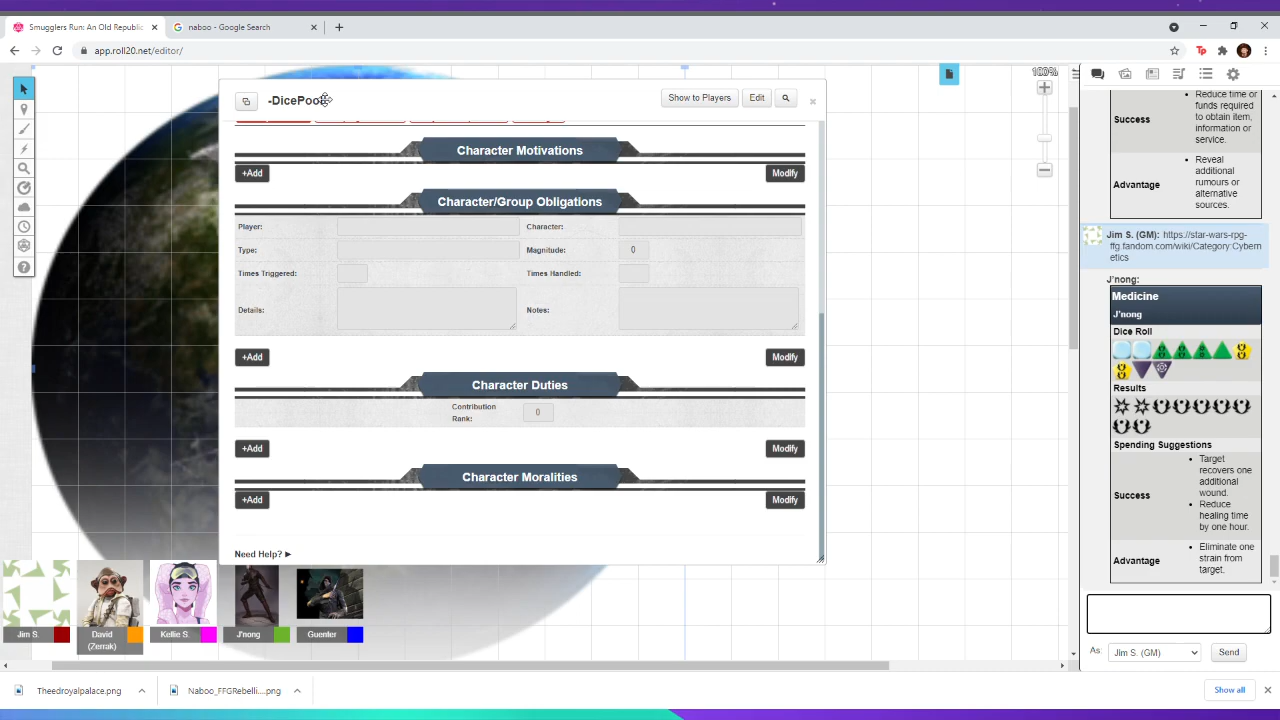 Smugglers Run: An Old Republic
naboo - Google Search
app.roll20.net/editor/
100%
-DicePool
Show to Players
Edit
Character Motivations
+Add
Modify
Character/Group Obligations
Player:
Character:
Type:
Magnitude:
0
Times Triggered:
Times Handled:
Details:
Notes:
+Add
Modify
Character Duties
Contribution
Rank:
0
+Add
Modify
Character Moralities
+Add
Modify
Need Help? ▶
Jim S.
David
(Zerrak)
Kellie S.
J'nong
Guenter
Success
Reduce time or
funds required
to obtain item,
information or
service.
Advantage
Reveal
additional
rumours or
alternative
sources.
Jim S. (GM): https://star-wars-rpg-
ffg.fandom.com/wiki/Category:Cybern
etics
J'nong:
Medicine
J'nong
Dice Roll
Results
Spending Suggestions
Success
Target
recovers one
additional
wound.
Reduce
healing time
by one hour.
Advantage
Eliminate one
strain from
target.
As:
Jim S. (GM)
Send
Theedroyalpalace.png
Naboo_FFGRebelli....png
Show all